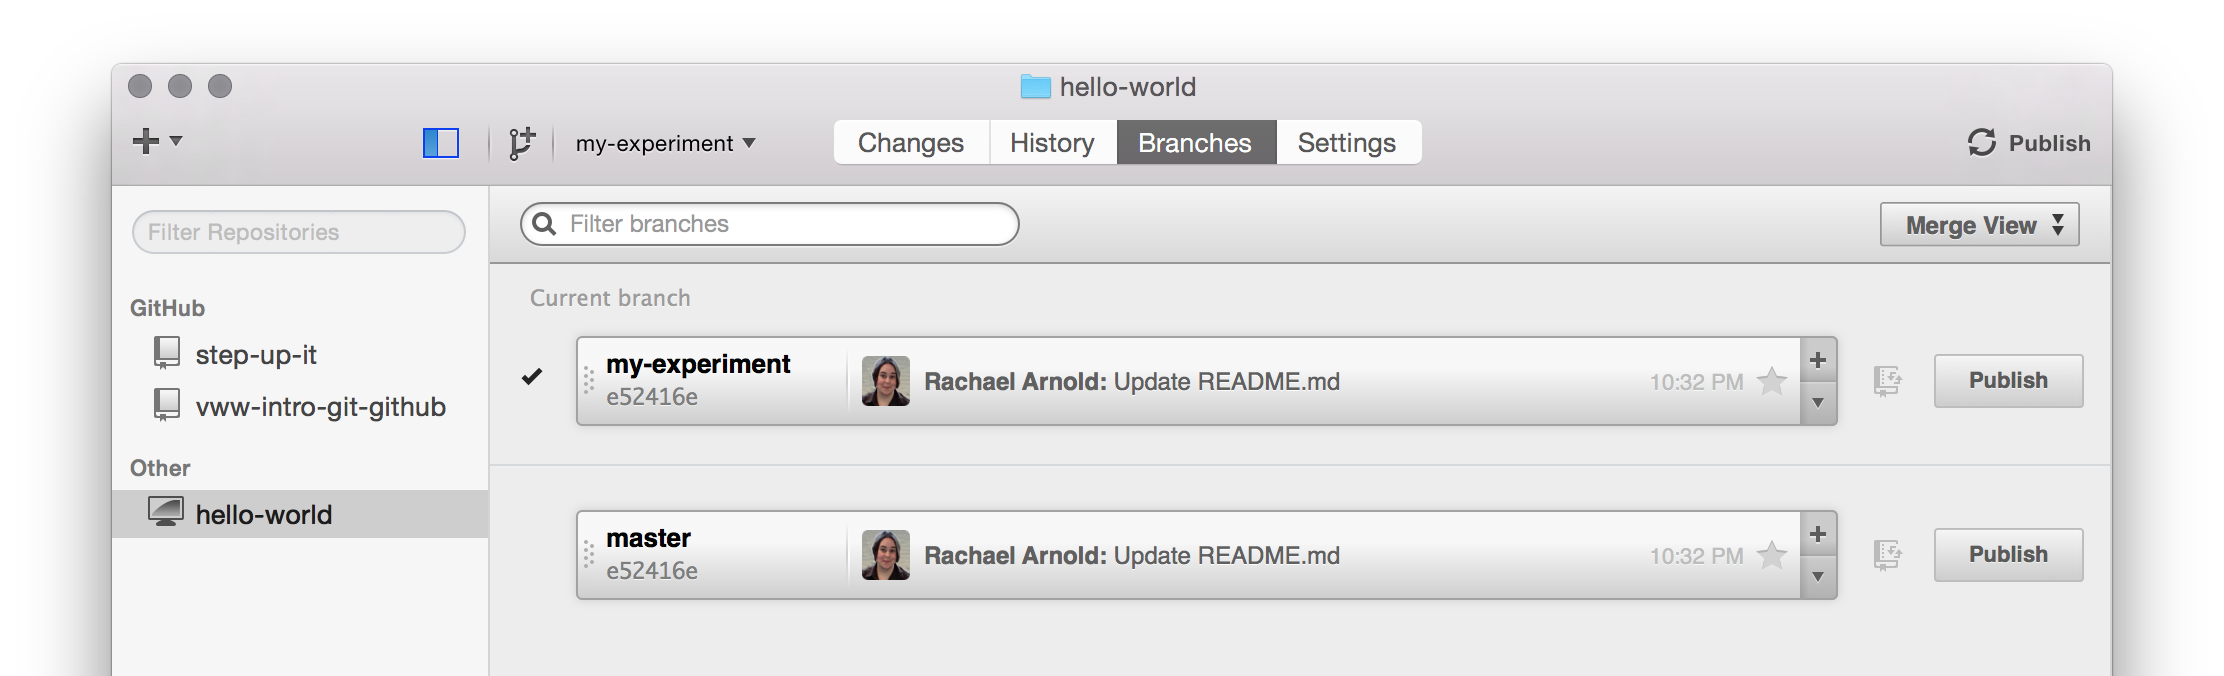 hello-world
my-experiment
Changes
History
Branches
Settings
Publish
Filter Repositories
GitHub
step-up-it
vww-intro-git-github
Other
hello-world
Filter branches
Merge View
Current branch
my-experiment
e52416e
Rachael Arnold: Update README.md
10:32 PM
Publish
master
e52416e
Rachael Arnold: Update README.md
10:32 PM
Publish